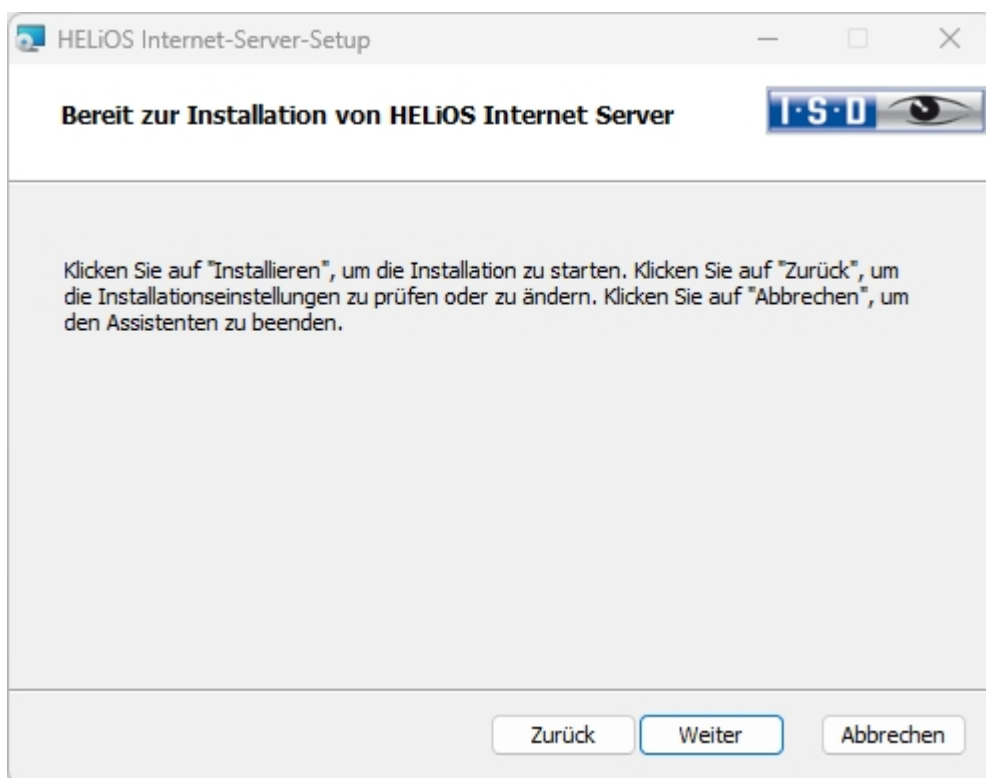 HELiOS Internet-Server-Setup
Bereit zur Installation von HELiOS Internet Server
I·S·D
Klicken Sie auf "Installieren", um die Installation zu starten. Klicken Sie auf "Zurück", um
die Installationseinstellungen zu prüfen oder zu ändern. Klicken Sie auf "Abbrechen", um
den Assistenten zu beenden.
Zurück
Weiter
Abbrechen